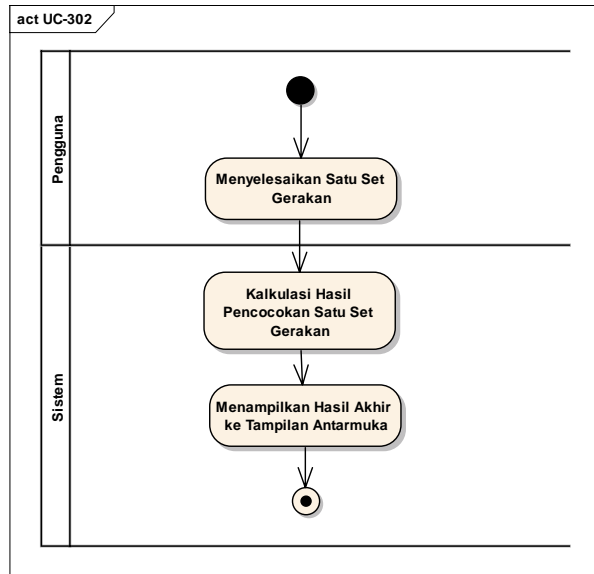 act UC-302
Pengguna
Menyelesaikan Satu Set
Gerakan
Sistem
Kalkulasi Hasil
Pencocokan Satu Set
Gerakan
Menampilkan Hasil Akhir
ke Tampilan Antarmuka